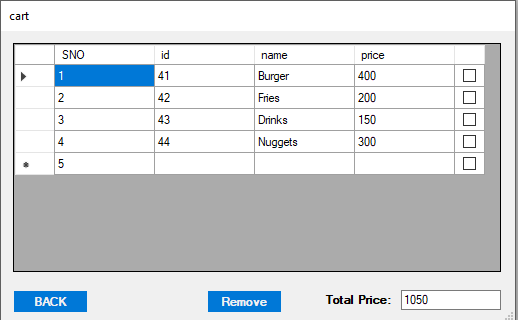 cart
SNO id name price
1 41 Burger 400
2 42 Fries 200
3 43 Drinks 150
4 44 Nuggets 300
5
BACK Remove Total Price: 1050